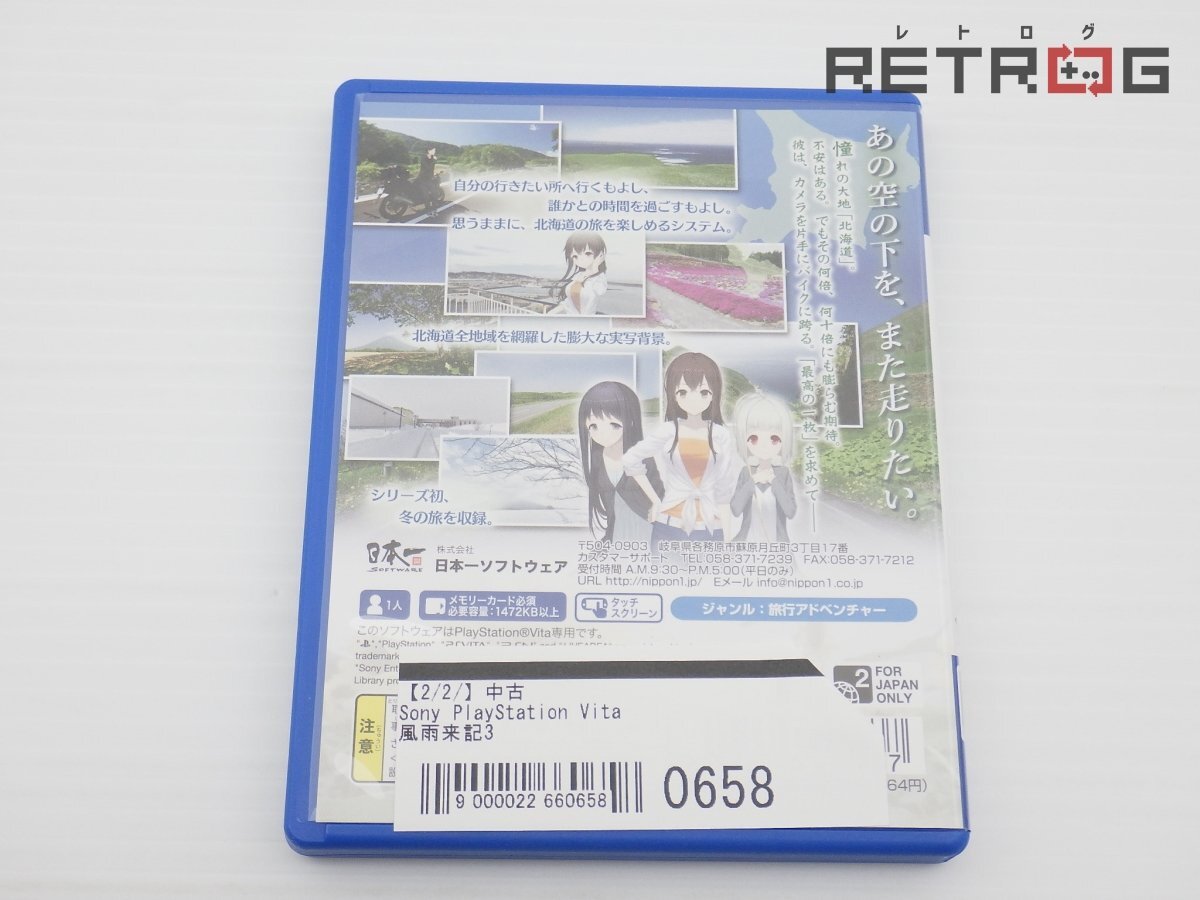 レトログ
RETROG
あの空の下を、また走りたい。
憧れの大地「北海道」。
不安はある。でもその何倍、何十倍にも膨らむ期待。
彼は、カメラを片手にバイクに跨る。「最高の一枚」を求めて――
自分の行きたい所へ行くもよし、
誰かとの時間を過ごすもよし。
思うままに、北海道の旅を楽しめるシステム。
北海道全地域を網羅した膨大な実写背景。
シリーズ初、
冬の旅を収録。
日本一
SOFTWARE
株式会社
日本一ソフトウェア
〒504-0903 岐阜県各務原市蘇原月丘町3丁目17番
カスタマーサポート TEL.058-371-7239 FAX:058-371-7212
受付時間 A.M.9:30~P.M.5:00(平日のみ)
URL http://nippon1.jp/ Eメール info@nippon1.co.jp
1人
メモリーカード必須
必要容量:1472KB以上
タッチ
スクリーン
ジャンル:旅行アドベンチャー
このソフトウェアはPlayStation®Vita専用です。
"PlayStation"
trademark
"Sony Ent
Library pro
注意
2
FOR
JAPAN
ONLY
【2/2/】中古
Sony PlayStation Vita
風雨来記3
9 000022 660658
0658
7
64円)